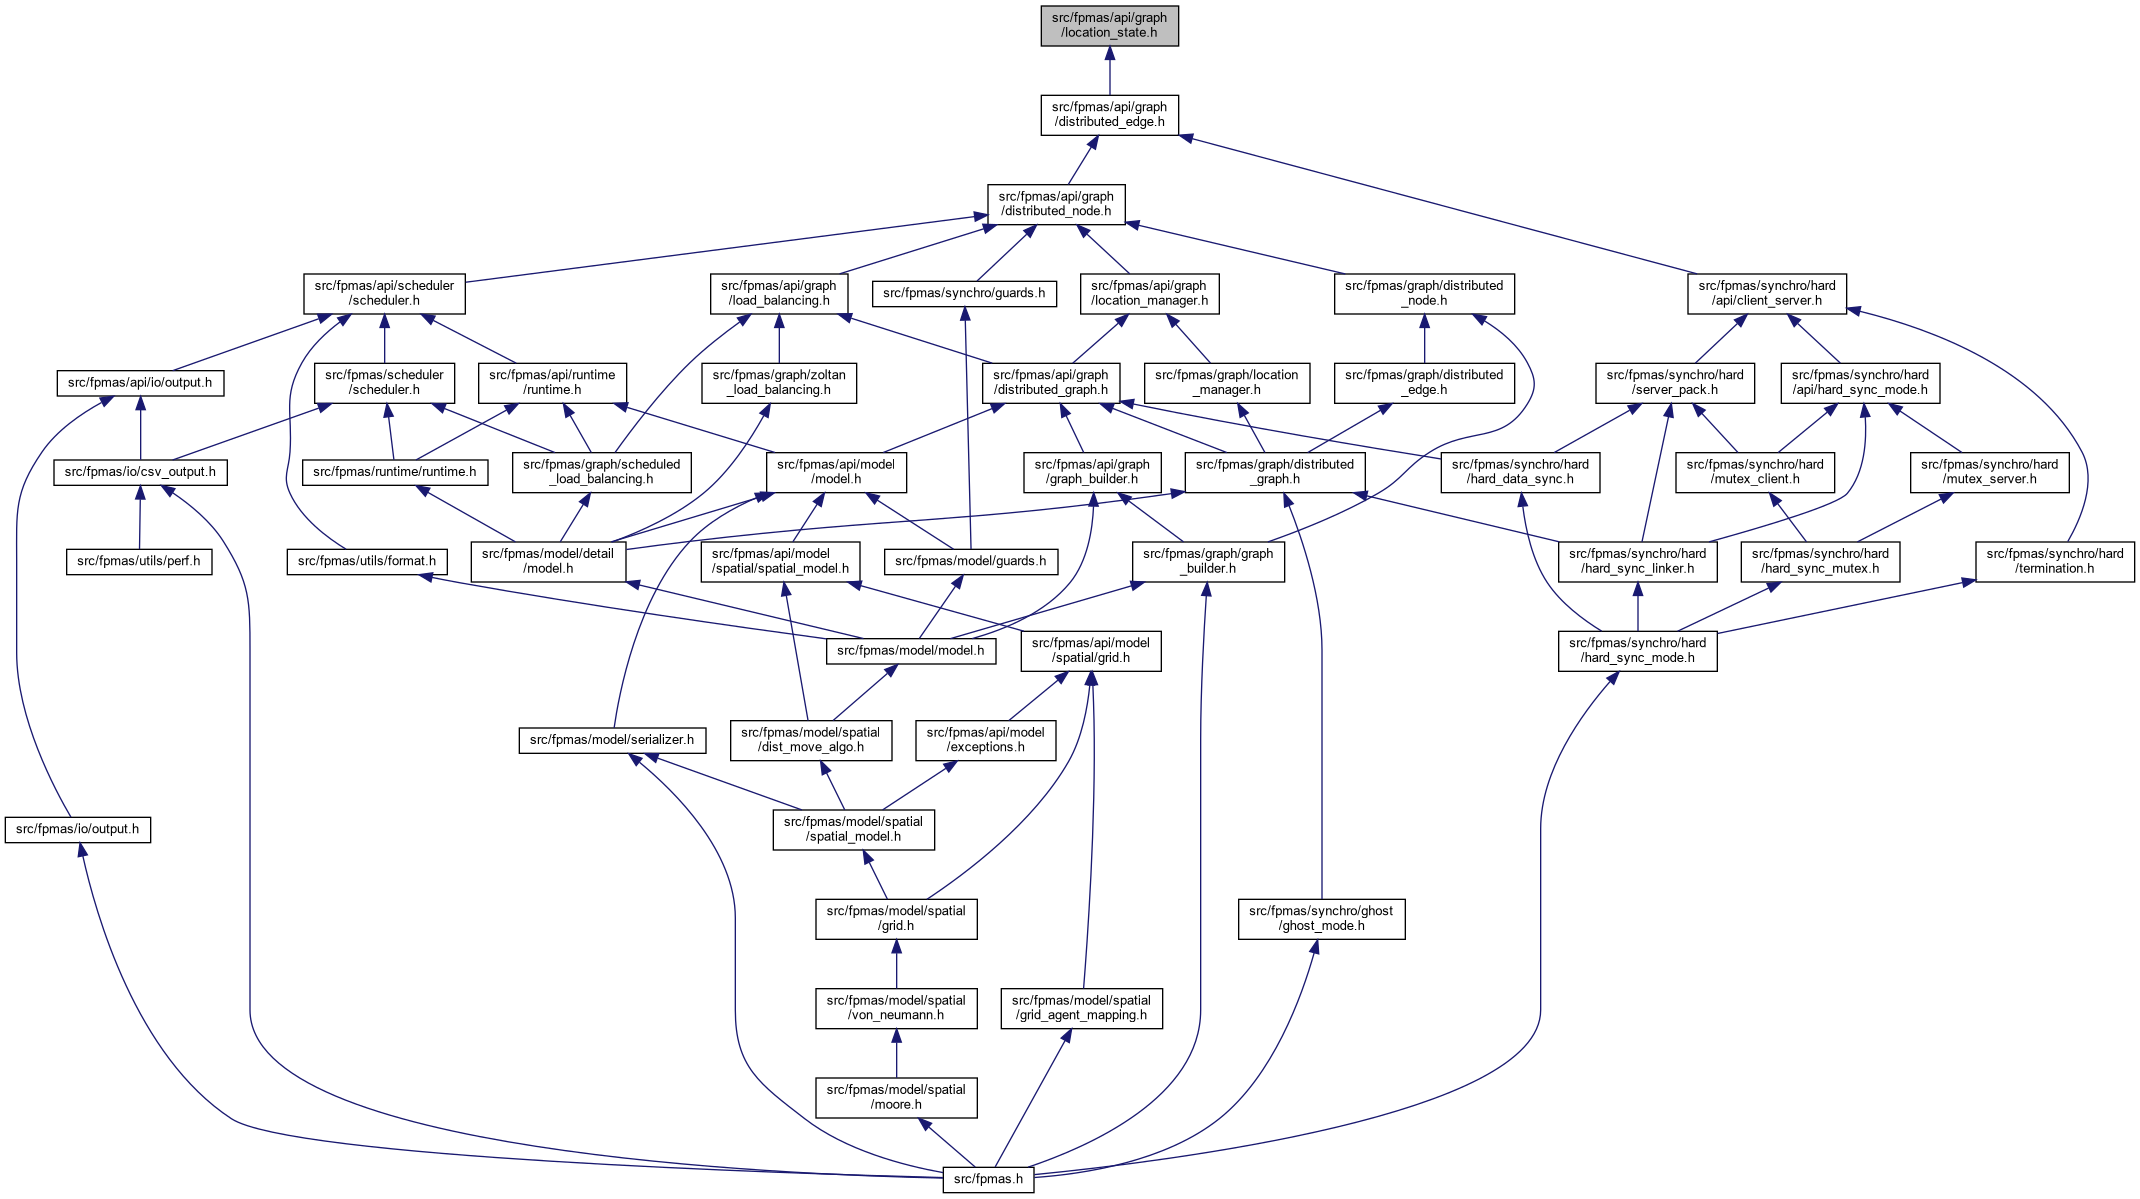 src/fpmas/api/graph
/location_state.h
src/fpmas/api/graph
/distributed_edge.h
src/fpmas/api/graph
/distributed_node.h
src/fpmas/api/scheduler
/scheduler.h
src/fpmas/api/graph
/load_balancing.h
src/fpmas/synchro/guards.h
src/fpmas/api/graph
/location_manager.h
src/fpmas/graph/distributed
_node.h
src/fpmas/synchro/hard
/api/client_server.h
src/fpmas/api/io/output.h
src/fpmas/scheduler
/scheduler.h
src/fpmas/api/runtime
/runtime.h
src/fpmas/graph/zoltan
_load_balancing.h
src/fpmas/api/graph
/distributed_graph.h
src/fpmas/graph/location
_manager.h
src/fpmas/graph/distributed
_edge.h
src/fpmas/synchro/hard
/server_pack.h
src/fpmas/synchro/hard
/api/hard_sync_mode.h
src/fpmas/io/csv_output.h
src/fpmas/runtime/runtime.h
src/fpmas/graph/scheduled
_load_balancing.h
src/fpmas/api/model
/model.h
src/fpmas/api/graph
/graph_builder.h
src/fpmas/graph/distributed
_graph.h
src/fpmas/synchro/hard
/hard_data_sync.h
src/fpmas/synchro/hard
/mutex_client.h
src/fpmas/synchro/hard
/mutex_server.h
src/fpmas/utils/perf.h
src/fpmas/utils/format.h
src/fpmas/model/detail
/model.h
src/fpmas/api/model
/spatial/spatial_model.h
src/fpmas/model/guards.h
src/fpmas/graph/graph
_builder.h
src/fpmas/synchro/hard
/hard_sync_linker.h
src/fpmas/synchro/hard
/hard_sync_mutex.h
src/fpmas/synchro/hard
/termination.h
src/fpmas/model/model.h
src/fpmas/api/model
/spatial/grid.h
src/fpmas/synchro/hard
/hard_sync_mode.h
src/fpmas/model/serializer.h
src/fpmas/model/spatial
/dist_move_algo.h
src/fpmas/api/model
/exceptions.h
src/fpmas/io/output.h
src/fpmas/model/spatial
/spatial_model.h
src/fpmas/model/spatial
/grid.h
src/fpmas/synchro/ghost
/ghost_mode.h
src/fpmas/model/spatial
/von_neumann.h
src/fpmas/model/spatial
/grid_agent_mapping.h
src/fpmas/model/spatial
/moore.h
src/fpmas.h